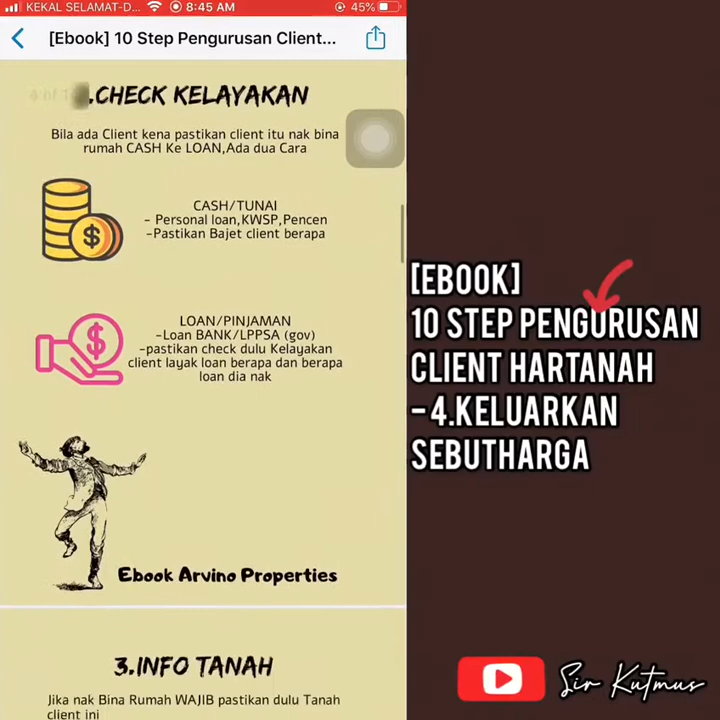 KEKAL SELAMAT-D...
8:45 AM
45%
[Ebook] 10 Step Pengurusan Client...
.CHECK KELAYAKAN
Bila ada Client kena pastikan client itu nak bina
rumah CASH Ke LOAN,Ada dua Cara
CASH/TUNAI
- Personal loan,KWSP,Pencen
-Pastikan Bajet client berapa
LOAN/PINJAMAN
-Loan BANK/LPPSA (gov)
-pastikan check dulu Kelayakan
client layak loan berapa dan berapa
loan dia nak
Ebook Arvino Properties
3.INFO TANAH
Jika nak Bina Rumah WAJIB pastikan dulu Tanah
client ini
[EBOOK]
10 STEP PENGURUSAN
CLIENT HARTANAH
- 4.KELUARKAN
SEBUTHARGA
Sir Kutmus